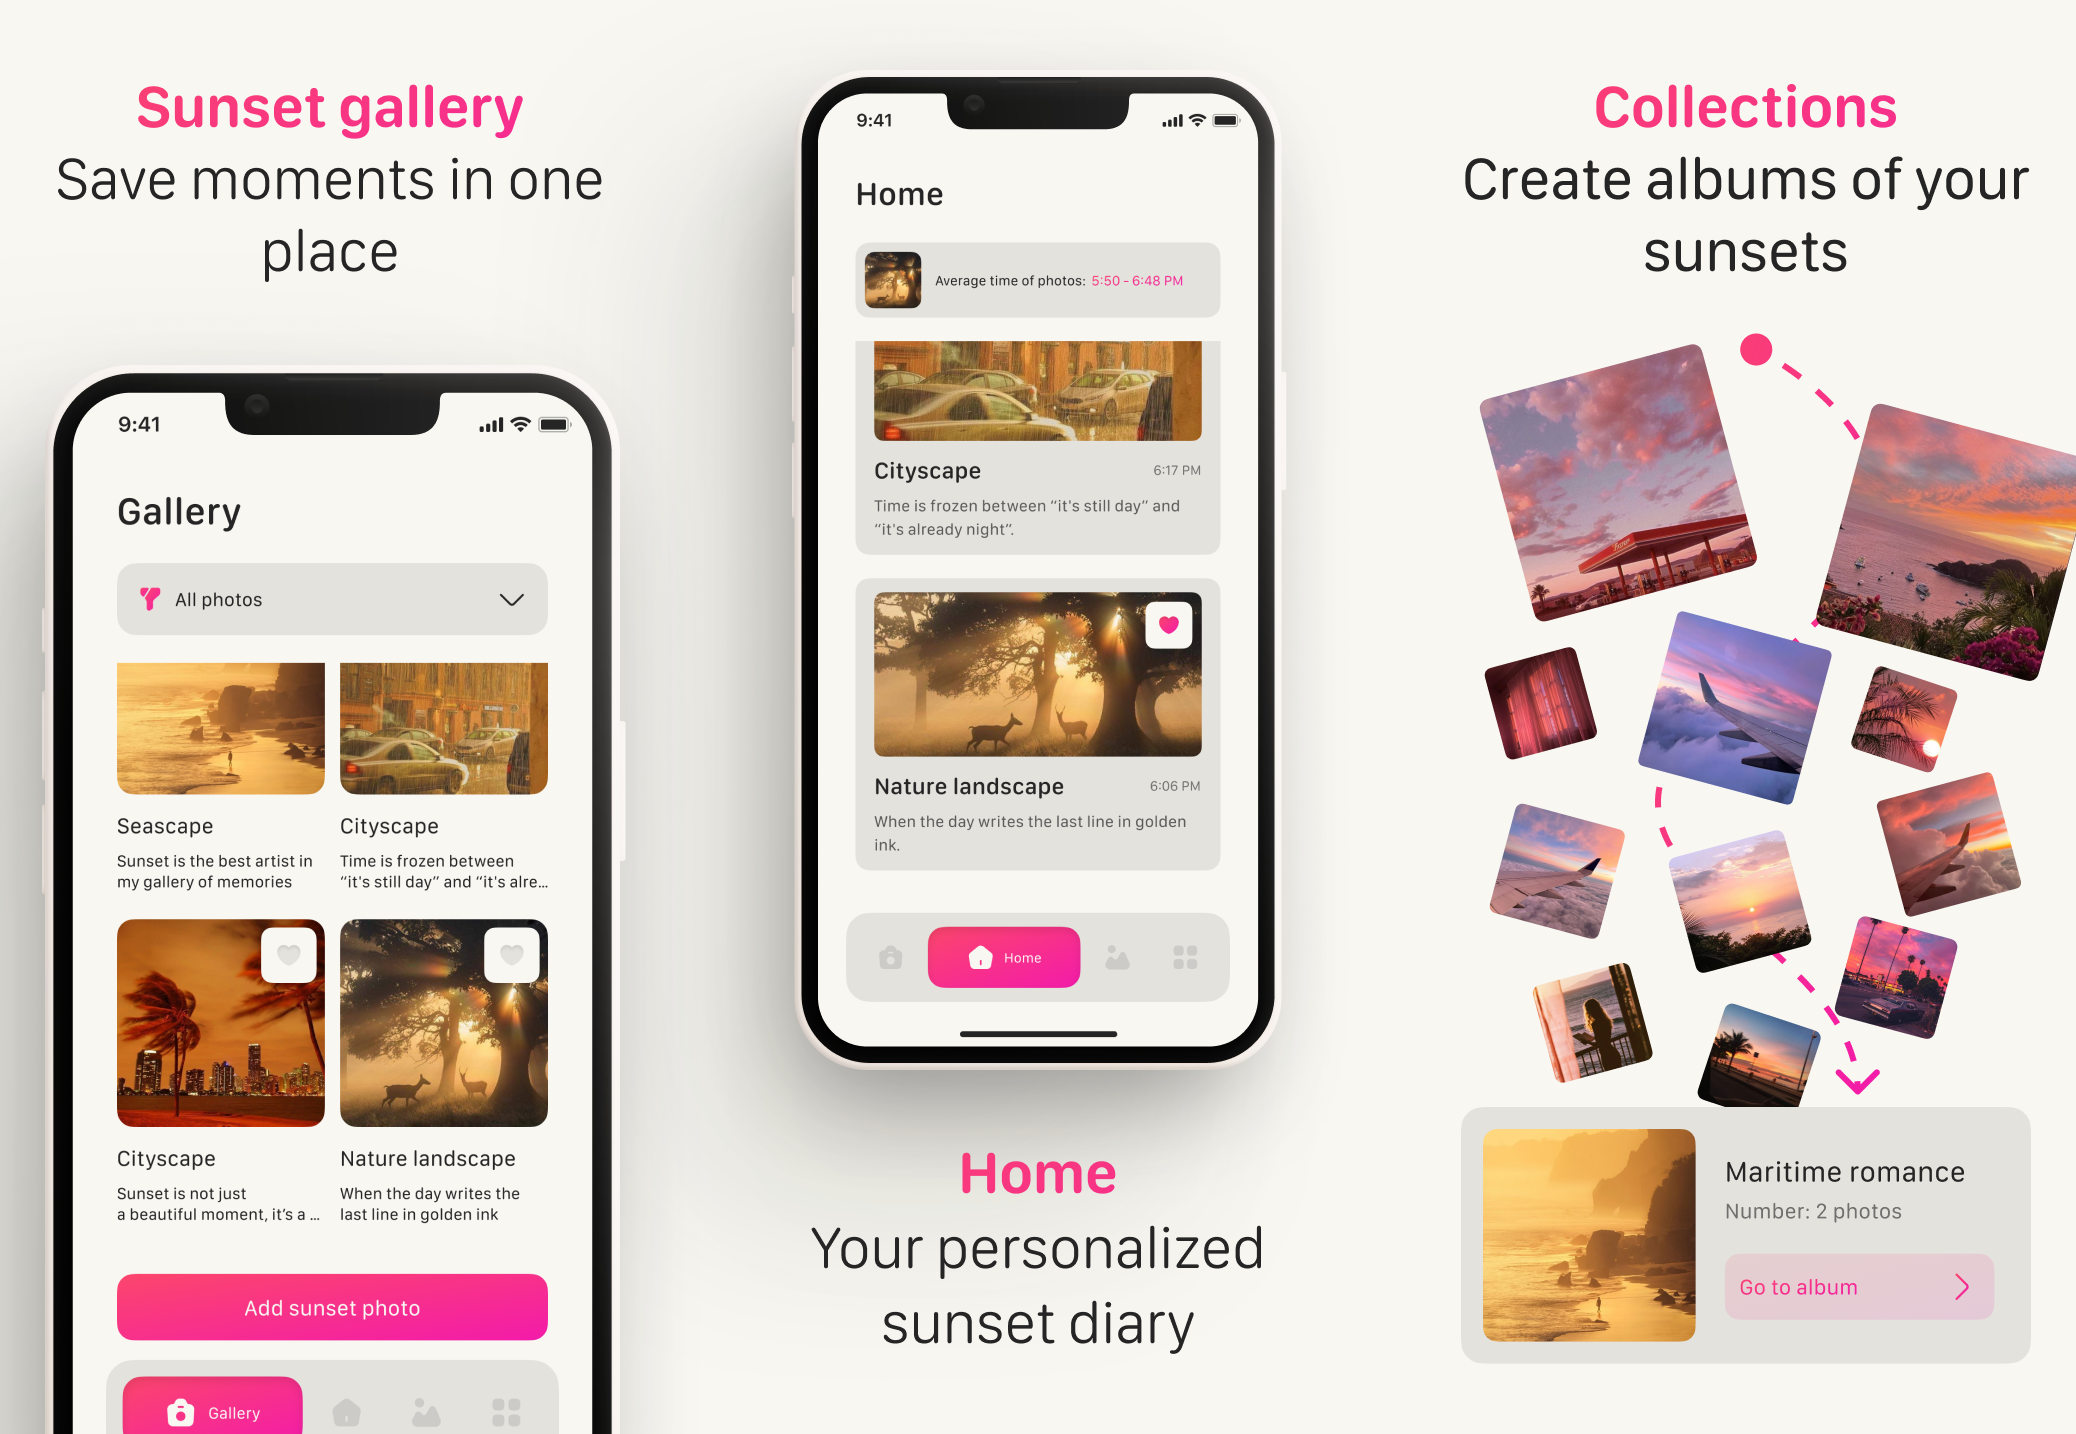 Sunset gallery
Save moments in one
place
9:41
Gallery
All photos
Seascape
Sunset is the best artist in
my gallery of memories
Cityscape
Time is frozen between
“it's still day” and “it's alre...
Cityscape
Sunset is not just
a beautiful moment, it’s a ...
Nature landscape
When the day writes the
last line in golden ink
Add sunset photo
Gallery
9:41
Home
Average time of photos: 5:50 - 6:48 PM
Cityscape
6:17 PM
Time is frozen between “it's still day” and
“it's already night”.
Nature landscape
6:06 PM
When the day writes the last line in golden
ink.
Home
Home
Your personalized
sunset diary
Collections
Create albums of your
sunsets
Maritime romance
Number: 2 photos
Go to album